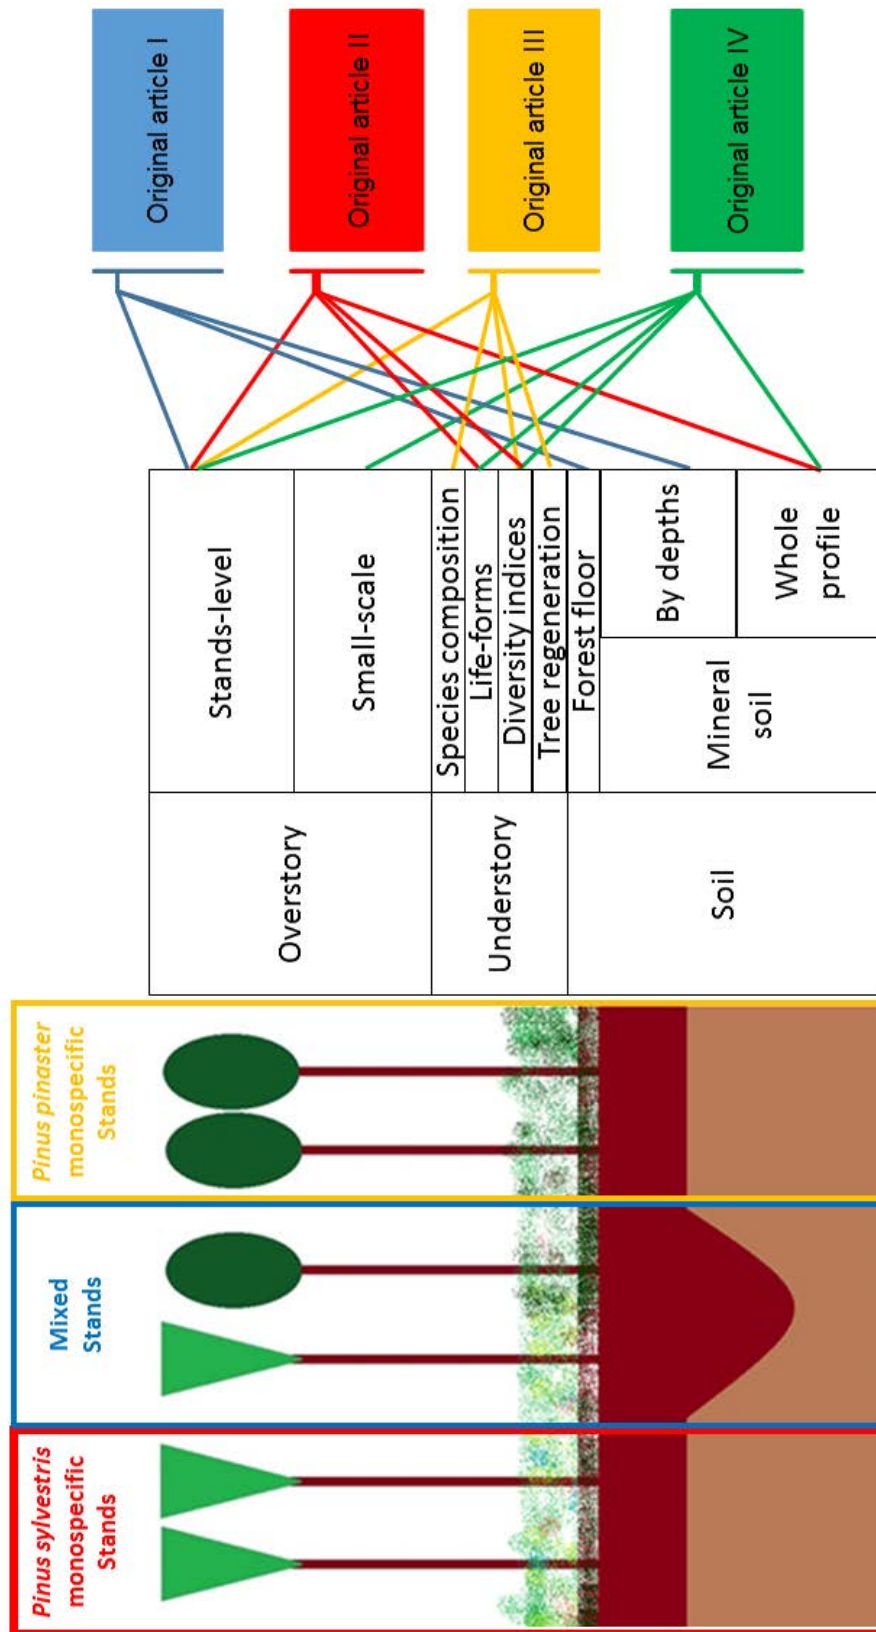 Pinus sylvestris
monospecific
Stands
Mixed
Stands
Pinus pinaster
monospecific
Stands
Overstory
Understory
Soil
Stands-level
Small-scale
Species composition
Life-forms
Diversity indices
Tree regeneration
Forest floor
Mineral
soil
By depths
Whole
profile
Original article I
Original article II
Original article III
Original article IV